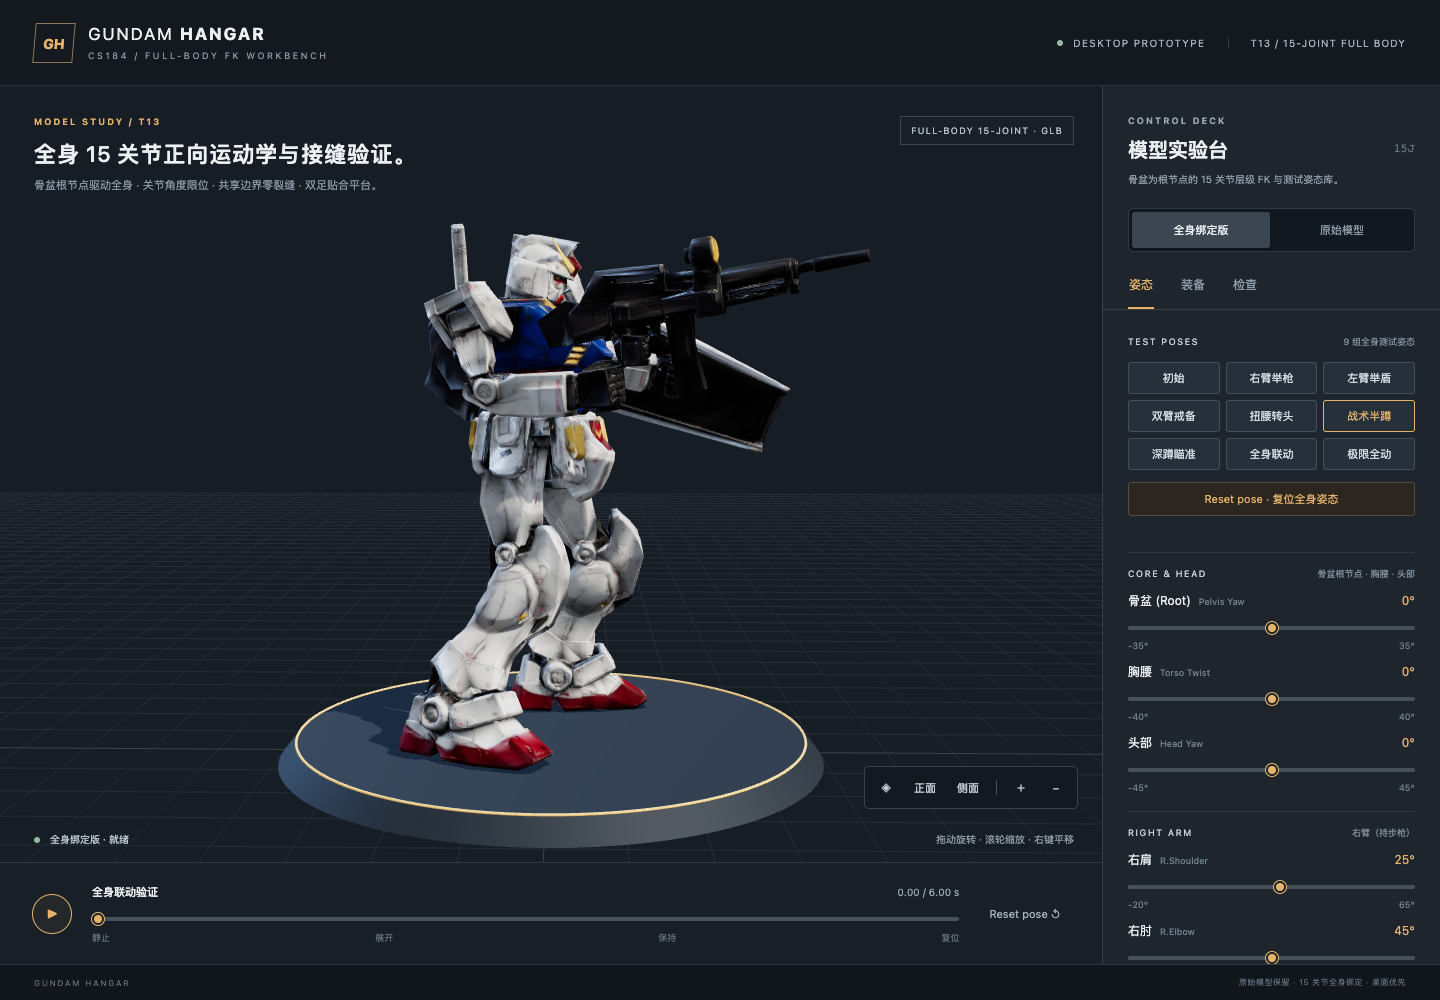 GH
GUNDAM HANGAR
CS184 / FULL-BODY FK WORKBENCH
DESKTOP PROTOTYPE
T13 / 15-JOINT FULL BODY
MODEL STUDY / T13
全身 15 关节正向运动学与接缝验证。
骨盆根节点驱动全身 · 关节角度限位 · 共享边界零裂缝 · 双足贴合平台。
FULL-BODY 15-JOINT · GLB
全身绑定版 · 就绪
正面 侧面 + −
拖动旋转 · 滚轮缩放 · 右键平移
全身联动验证
0.00 / 6.00 s
静止 展开 保持 复位
Reset pose ↺
CONTROL DECK
模型实验台
15J
骨盆为根节点的 15 关节层级 FK 与测试姿态库。
全身绑定版 原始模型
姿态 装备 检查
TEST POSES
9 组全身测试姿态
初始 右臂举枪 左臂举盾
双臂戒备 扭腰转头 战术半蹲
深蹲瞄准 全身联动 极限全动
Reset pose · 复位全身姿态
CORE & HEAD
骨盆根节点 · 胸腰 · 头部
骨盆 (Root) Pelvis Yaw 0°
-35° 35°
胸腰 Torso Twist 0°
-40° 40°
头部 Head Yaw 0°
-45° 45°
RIGHT ARM
右臂（持步枪）
右肩 R.Shoulder 25°
-20° 65°
右肘 R.Elbow 45°
GUNDAM HANGAR
原始模型保留 · 15 关节全身绑定 · 桌面优先